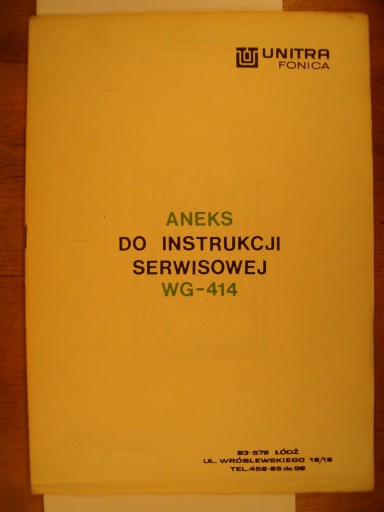 UNITRA
FONICA
ANEKS
DO INSTRUKCJI
SERWISOWEJ
WG-414
93-578 ŁÓDŹ
UL. WRÓBLEWSKIEGO 16/18
TEL. 452-85 do 98